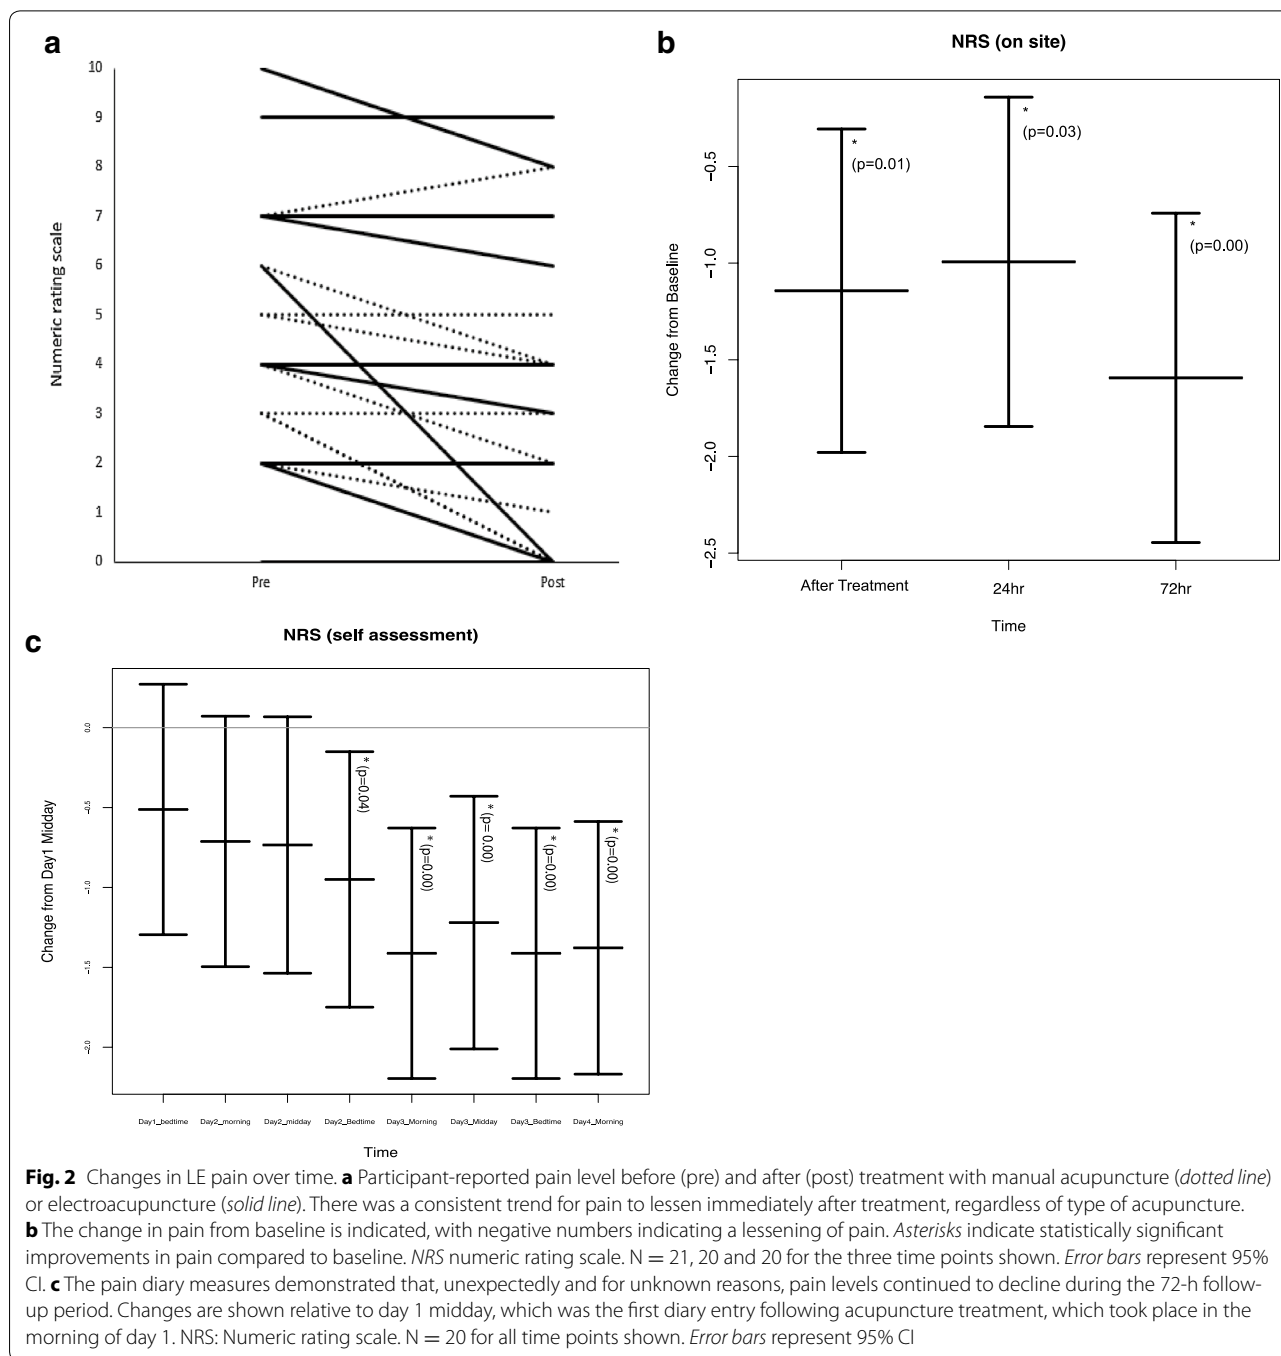 a
10
9
8
7
6
5
4
3
2
1
0
Numeric rating scale
Pre
Post
b
NRS (on site)
−0.5
−1.0
−1.5
−2.0
−2.5
Change from Baseline
*
(p=0.01)
*
(p=0.03)
*
(p=0.00)
After Treatment
24hr
72hr
Time
c
NRS (self assessment)
0.0
−0.5
−1.0
−1.5
−2.0
Change from Day1 Midday
* (p=0.04)
* (p=0.00)
* (p= 0.00)
* (p=0.00)
* (p=0.00)
Day1_bedtime
Day2_morning
Day2_midday
Day2_Bedtime
Day3_Morning
Day3_Midday
Day3_Bedtime
Day4_Morning
Time
Fig. 2 Changes in LE pain over time. a Participant-reported pain level before (pre) and after (post) treatment with manual acupuncture (dotted line)
or electroacupuncture (solid line). There was a consistent trend for pain to lessen immediately after treatment, regardless of type of acupuncture.
b The change in pain from baseline is indicated, with negative numbers indicating a lessening of pain. Asterisks indicate statistically significant
improvements in pain compared to baseline. NRS numeric rating scale. N = 21, 20 and 20 for the three time points shown. Error bars represent 95%
CI. c The pain diary measures demonstrated that, unexpectedly and for unknown reasons, pain levels continued to decline during the 72-h follow-
up period. Changes are shown relative to day 1 midday, which was the first diary entry following acupuncture treatment, which took place in the
morning of day 1. NRS: Numeric rating scale. N = 20 for all time points shown. Error bars represent 95% CI